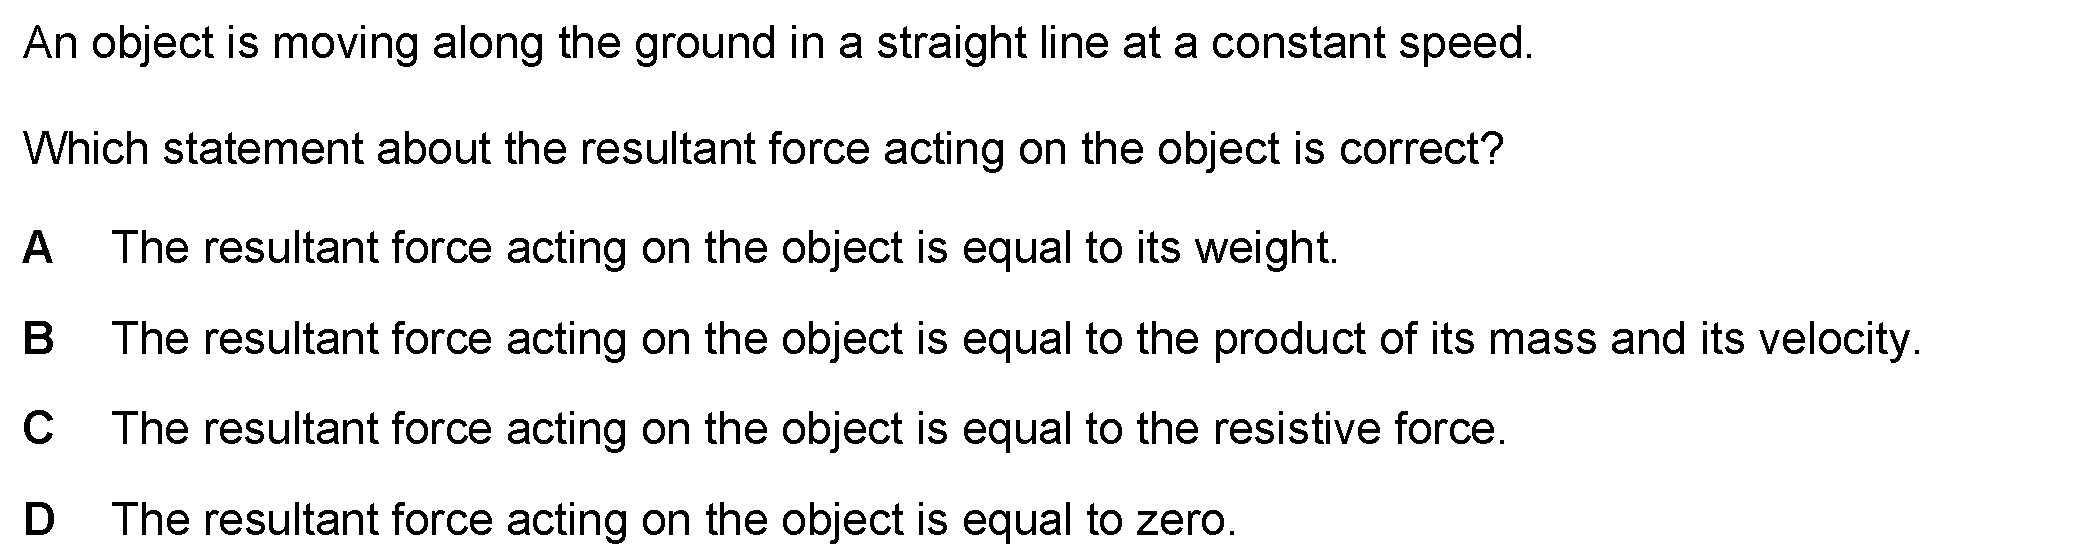 An object is moving along the ground in a straight line at a constant speed.
Which statement about the resultant force acting on the object is correct?
A The resultant force acting on the object is equal to its weight.
B The resultant force acting on the object is equal to the product of its mass and its velocity.
C The resultant force acting on the object is equal to the resistive force.
D The resultant force acting on the object is equal to zero.